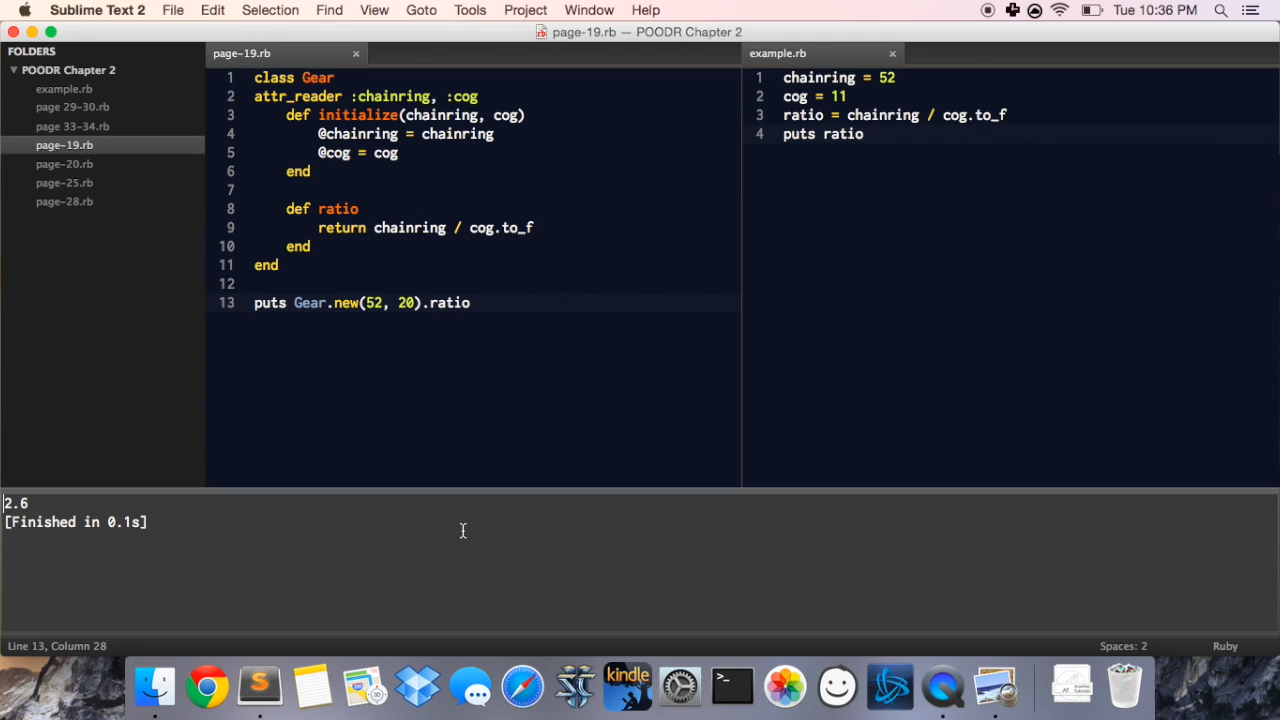 Sublime Text 2 File Edit Selection Find View Goto Tools Project Window Help Tue 10:36 PM
page-19.rb — POODR Chapter 2
FOLDERS
POODR Chapter 2
example.rb
page 29-30.rb
page 33-34.rb
page-19.rb
page-20.rb
page-25.rb
page-28.rb
page-19.rb ×
1 class Gear
2 attr_reader :chainring, :cog
3 def initialize(chainring, cog)
4 @chainring = chainring
5 @cog = cog
6 end
7
8 def ratio
9 return chainring / cog.to_f
10 end
11 end
12
13 puts Gear.new(52, 20).ratio
example.rb ×
1 chainring = 52
2 cog = 11
3 ratio = chainring / cog.to_f
4 puts ratio
2.6
[Finished in 0.1s]
Line 13, Column 28 Spaces: 2 Ruby
kindle